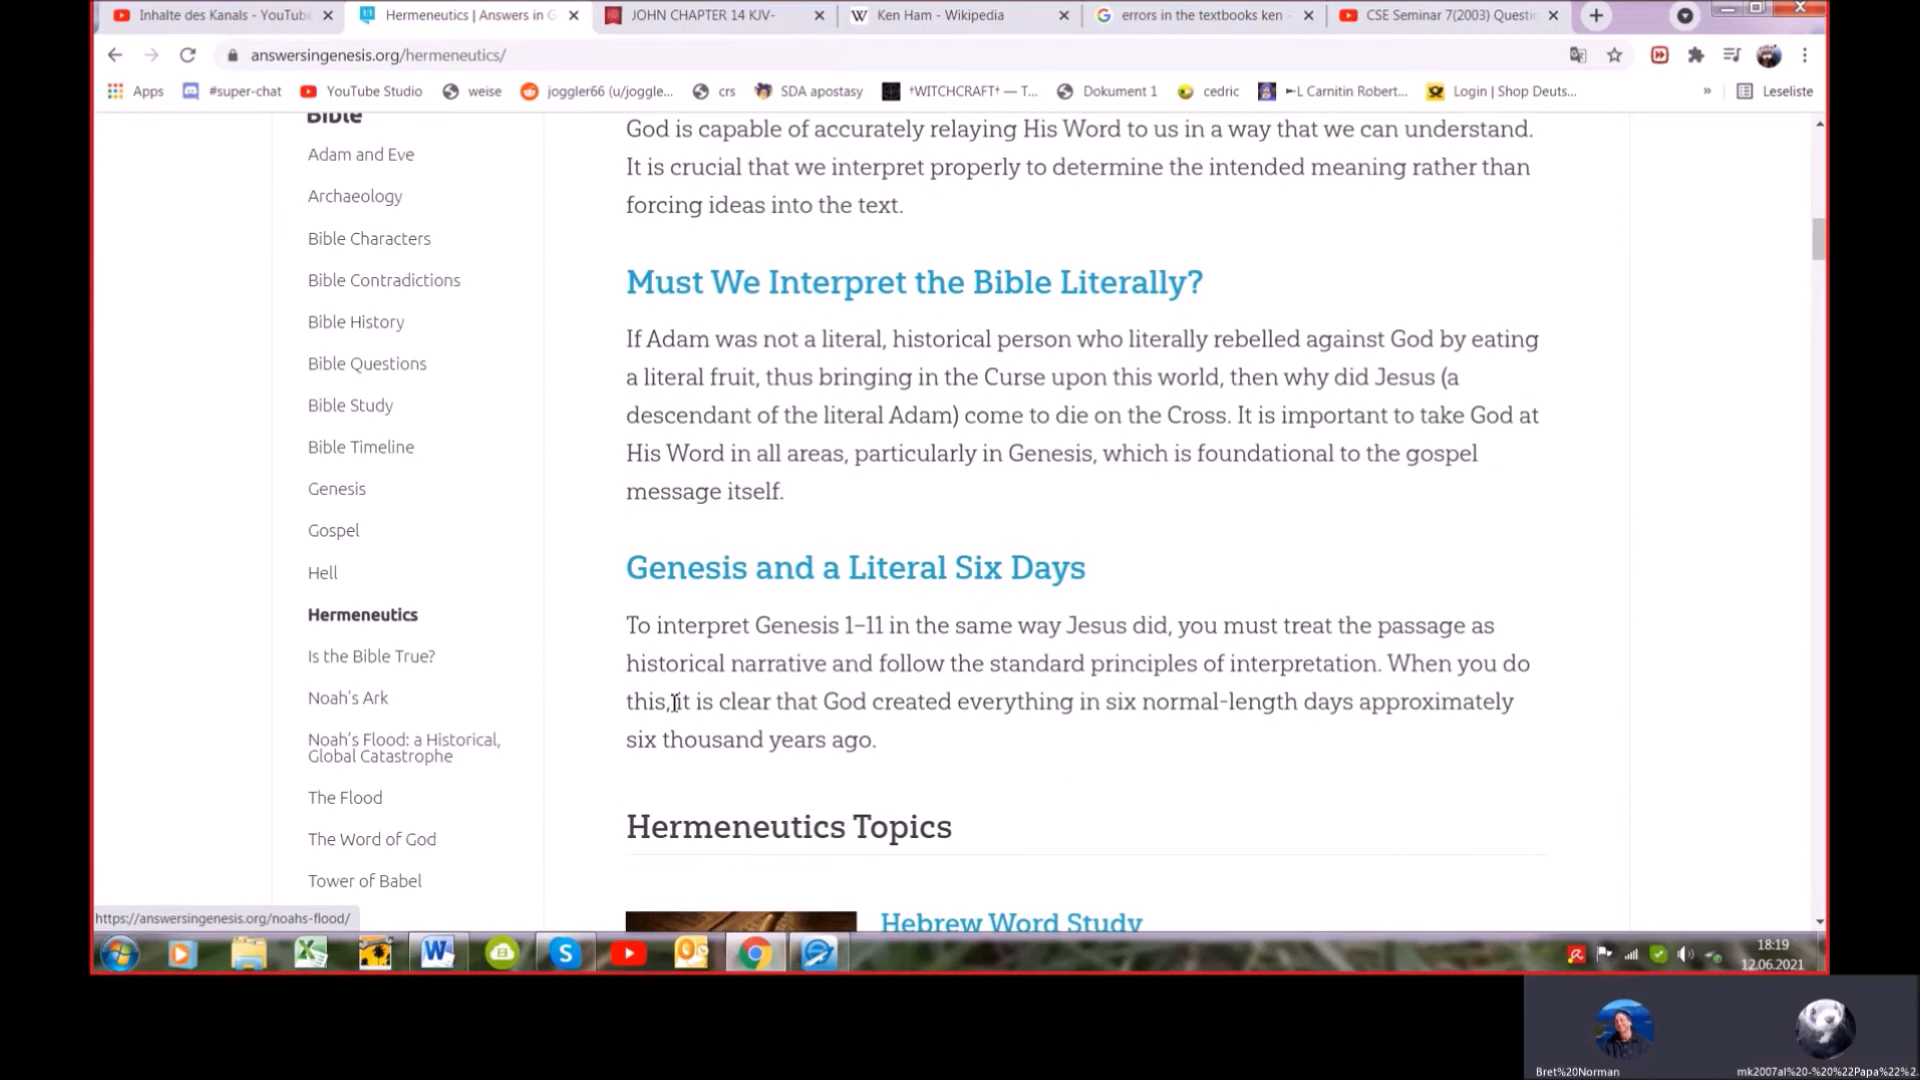 Inhalte des Kanals - YouTube
Hermeneutics | Answers in G
JOHN CHAPTER 14 KJV-
Ken Ham - Wikipedia
errors in the textbooks ken
CSE Seminar 7(2003) Questi
answersingenesis.org/hermeneutics/
Apps
#super-chat
YouTube Studio
weise
joggler66 (u/joggle...
crs
SDA apostasy
*WITCHCRAFT* — T...
Dokument 1
cedric
L Carnitin Robert...
Login | Shop Deuts...
»
Leseliste
Bible
Adam and Eve
Archaeology
Bible Characters
Bible Contradictions
Bible History
Bible Questions
Bible Study
Bible Timeline
Genesis
Gospel
Hell
Hermeneutics
Is the Bible True?
Noah's Ark
Noah's Flood: a Historical,
Global Catastrophe
The Flood
The Word of God
Tower of Babel
God is capable of accurately relaying His Word to us in a way that we can understand.
It is crucial that we interpret properly to determine the intended meaning rather than
forcing ideas into the text.
Must We Interpret the Bible Literally?
If Adam was not a literal, historical person who literally rebelled against God by eating
a literal fruit, thus bringing in the Curse upon this world, then why did Jesus (a
descendant of the literal Adam) come to die on the Cross. It is important to take God at
His Word in all areas, particularly in Genesis, which is foundational to the gospel
message itself.
Genesis and a Literal Six Days
To interpret Genesis 1–11 in the same way Jesus did, you must treat the passage as
historical narrative and follow the standard principles of interpretation. When you do
this, it is clear that God created everything in six normal-length days approximately
six thousand years ago.
Hermeneutics Topics
Hebrew Word Study
https://answersingenesis.org/noahs-flood/
18:19
12.06.2021
Bret%20Norman
mk2007al%20-%20%22Papa%22%2...